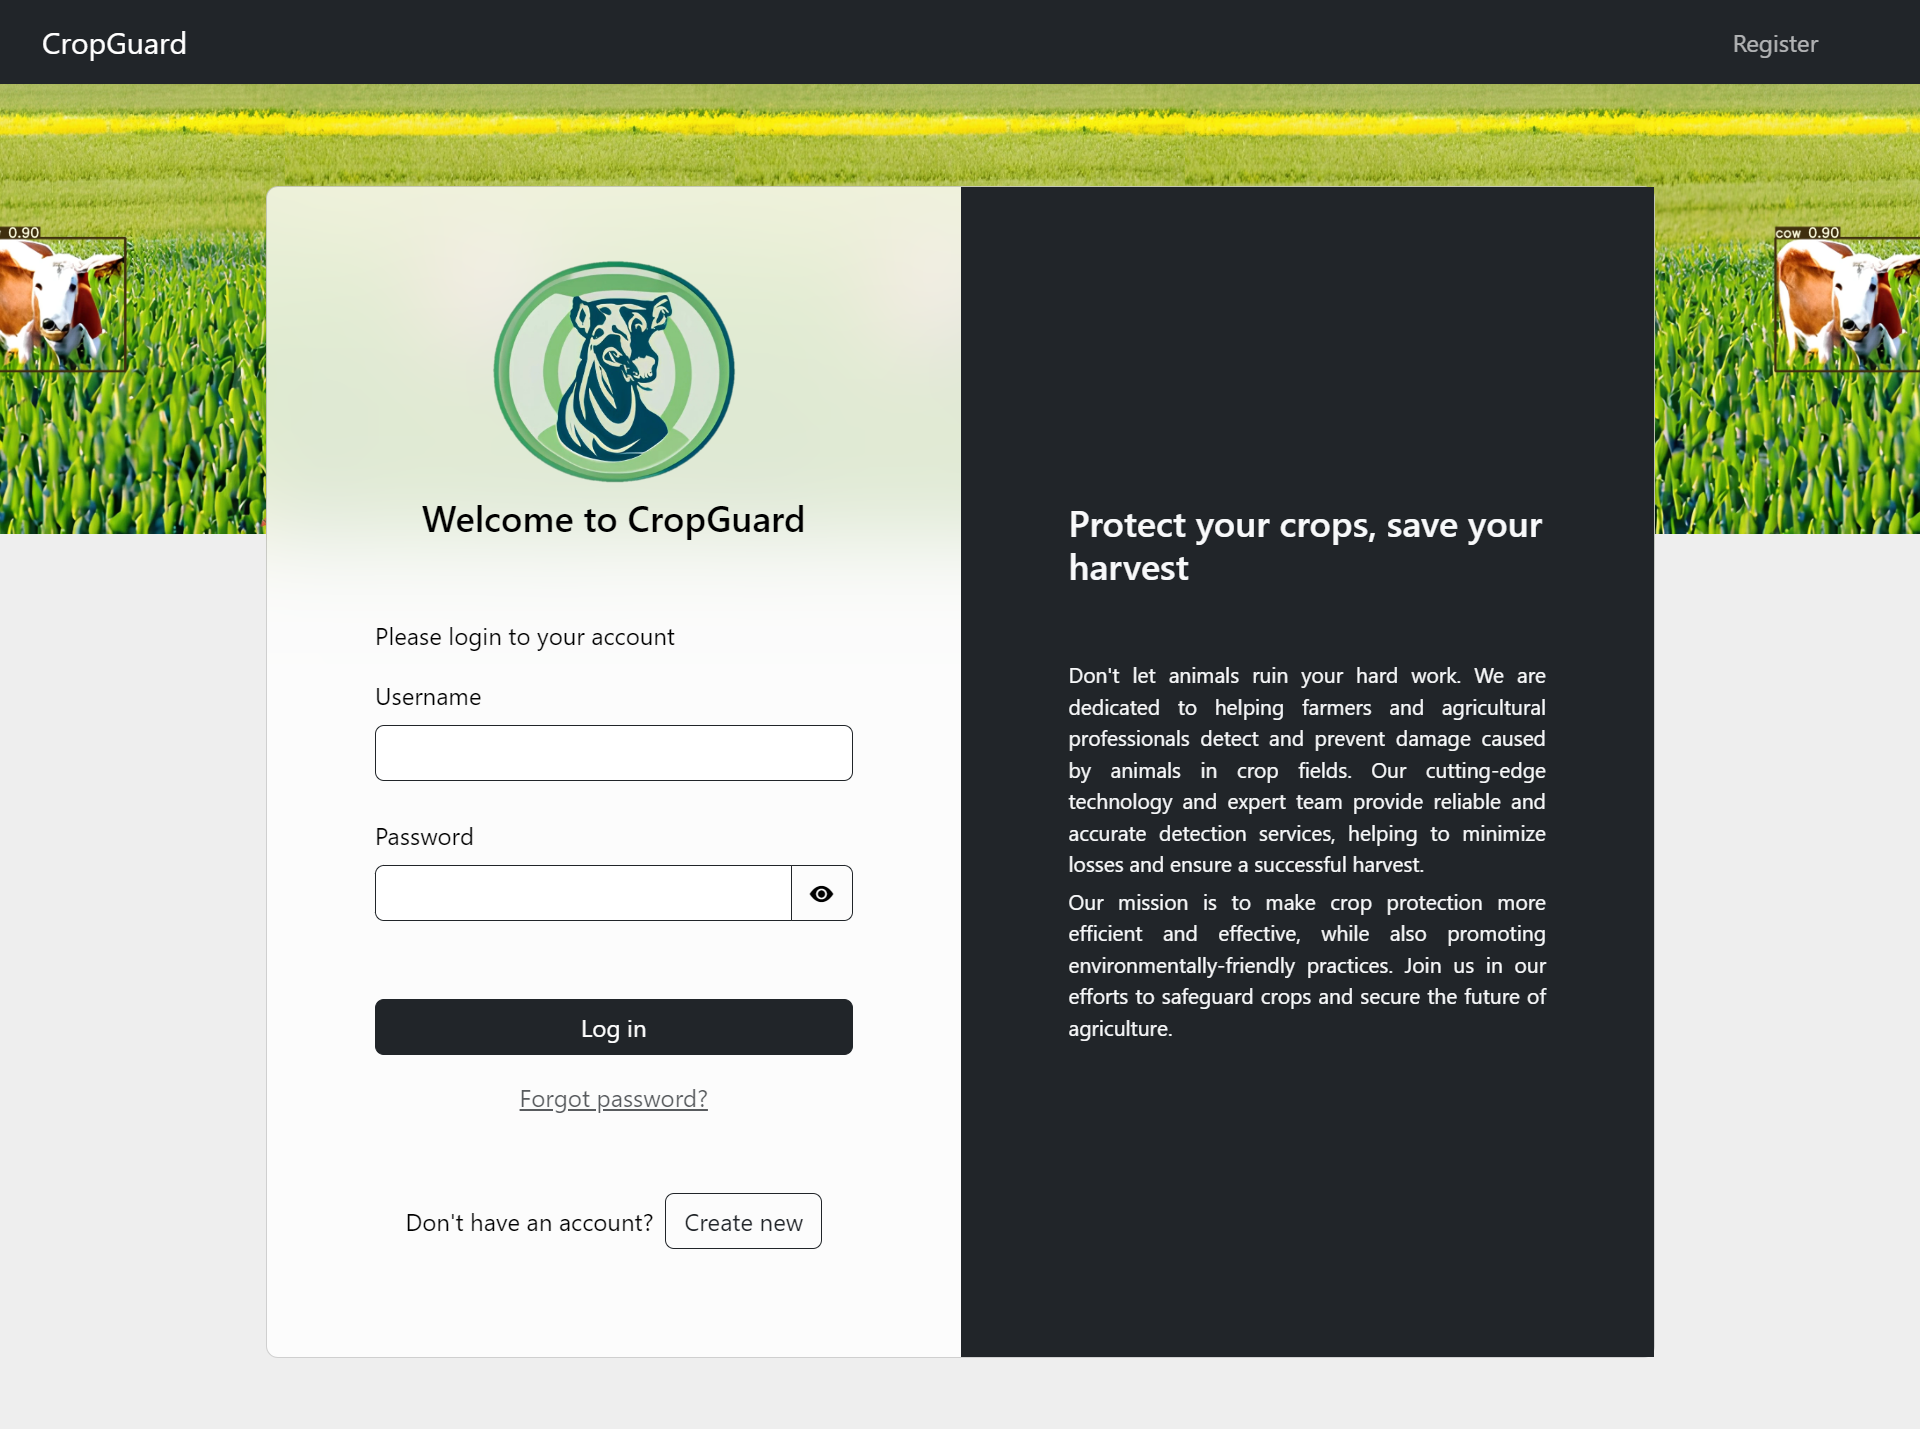 CropGuard
Register
0.90
cow 0.90
Welcome to CropGuard
Please login to your account
Username
Password
Log in
Forgot password?
Don't have an account?
Create new
Protect your crops, save your
harvest
Don't let animals ruin your hard work. We are
dedicated to helping farmers and agricultural
professionals detect and prevent damage caused
by animals in crop fields. Our cutting-edge
technology and expert team provide reliable and
accurate detection services, helping to minimize
losses and ensure a successful harvest.
Our mission is to make crop protection more
efficient and effective, while also promoting
environmentally-friendly practices. Join us in our
efforts to safeguard crops and secure the future of
agriculture.